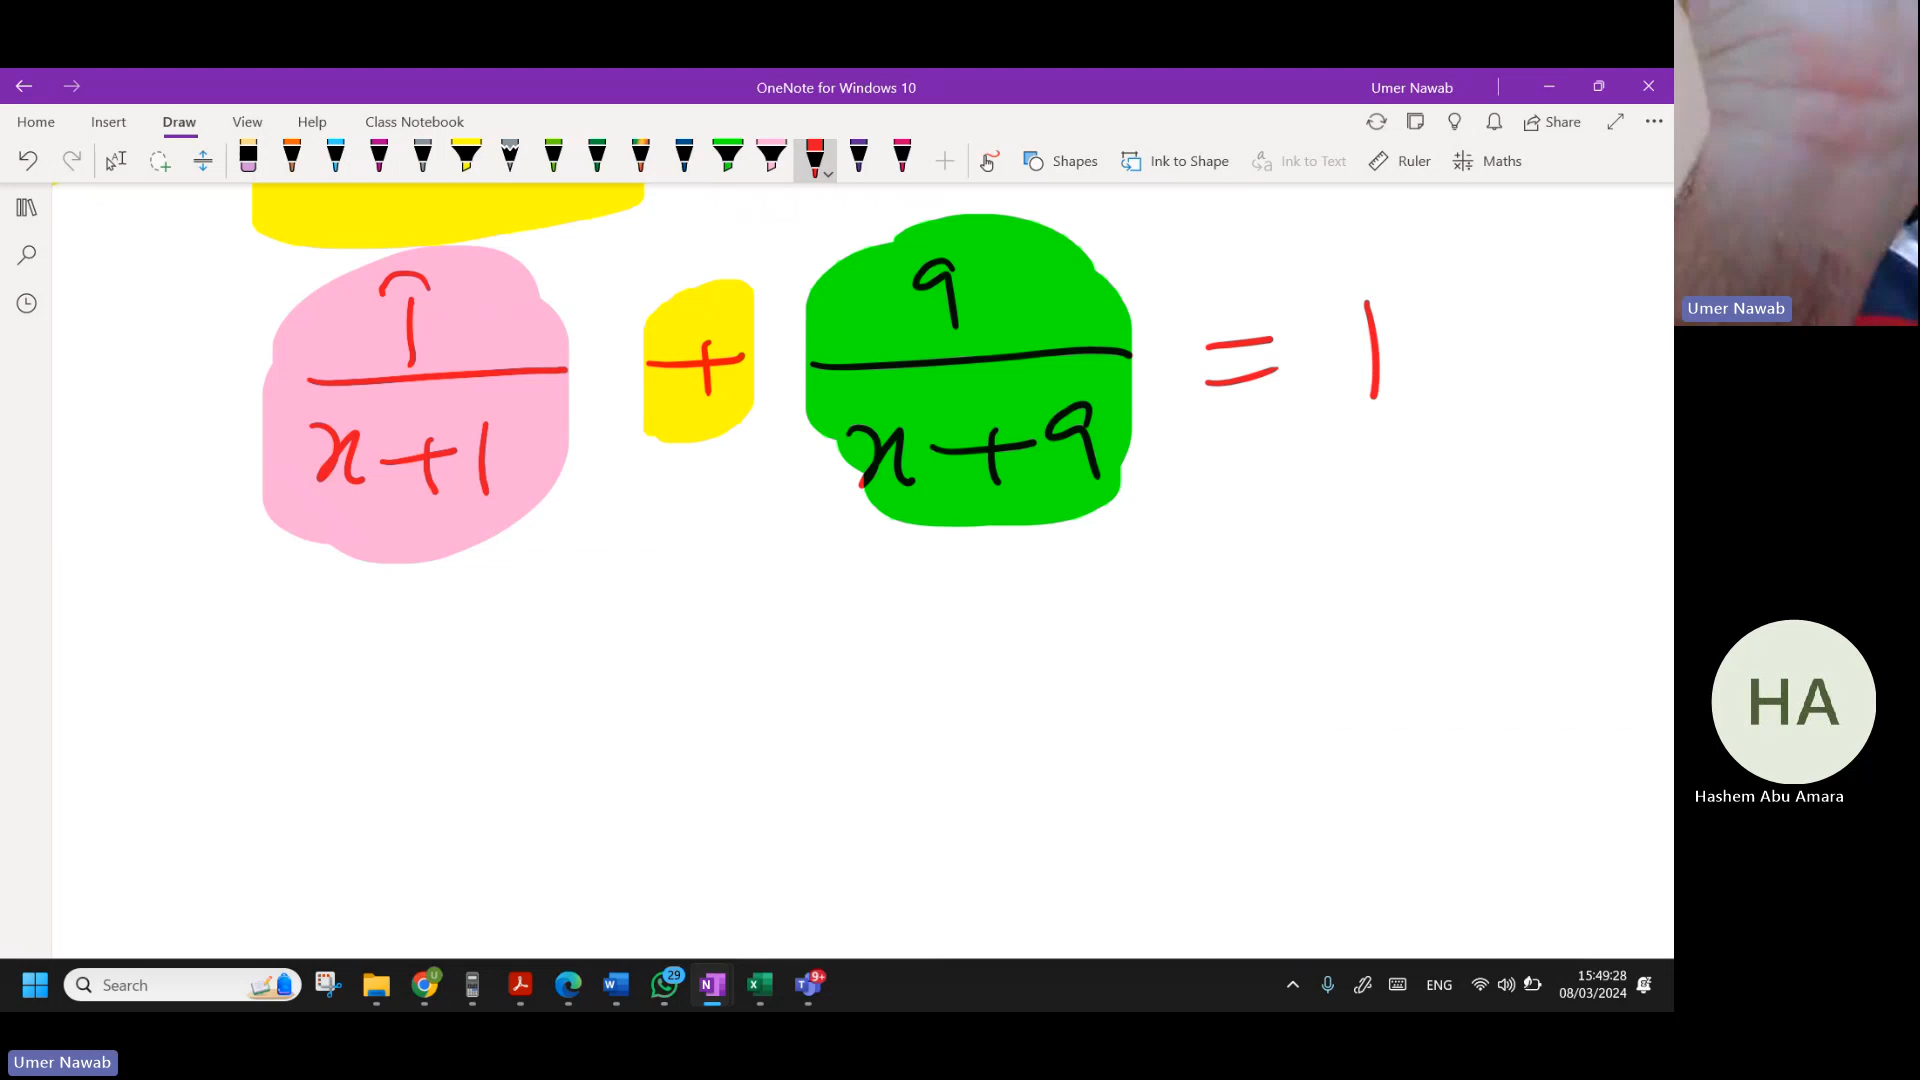 OneNote for Windows 10
Umer Nawab
Home Insert Draw View Help Class Notebook
Share
Shapes Ink to Shape Ink to Text Ruler Maths
1 9
+ = 1
x+1 x+9
Umer Nawab
HA
Hashem Abu Amara
Search
U
W
29
N
X
T
9+
ENG
15:49:28
08/03/2024
Umer Nawab